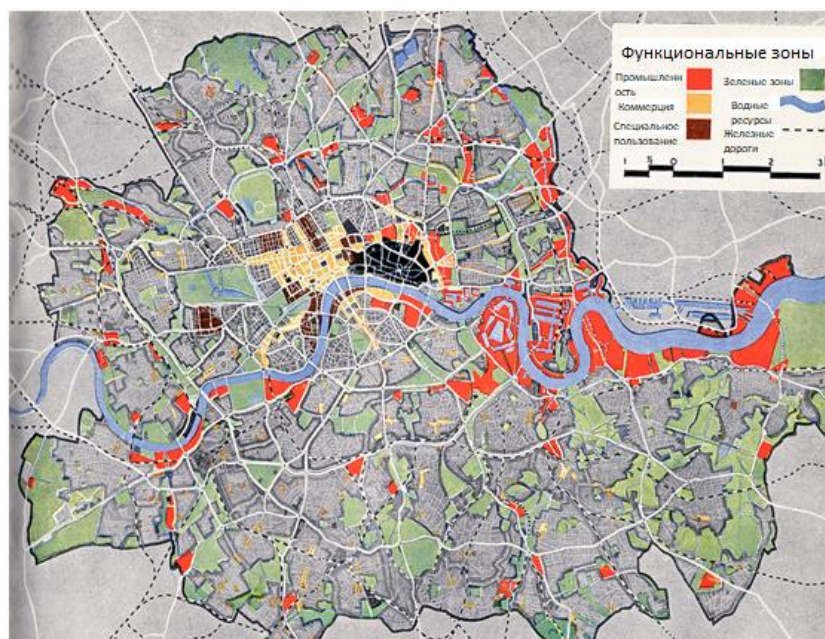 Функциональные зоны
Промышленн
ость
Коммерция
Специальное
пользование
Зеленые зоны
Водные
ресурсы
Железные
дороги
1 5 0 1 2 3